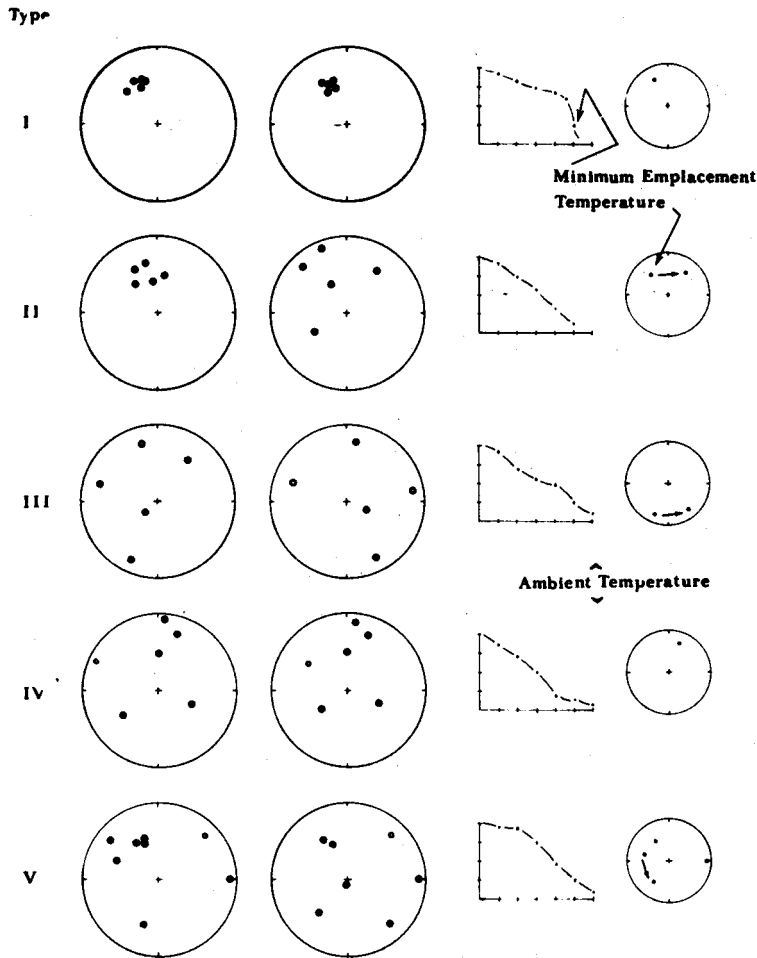 Type
I
Minimum Emplacement
Temperature
II
III
Ambient Temperature
IV
V